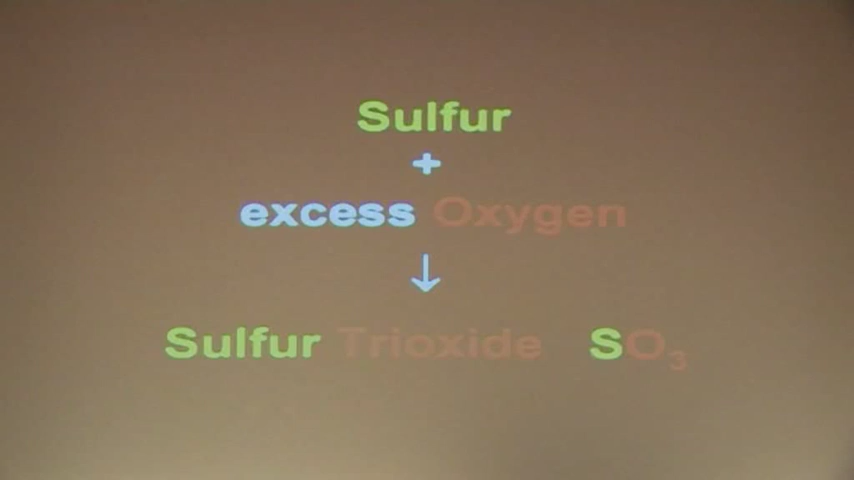 Sulfur
+
excess Oxygen
↓
Sulfur Trioxide SO₃